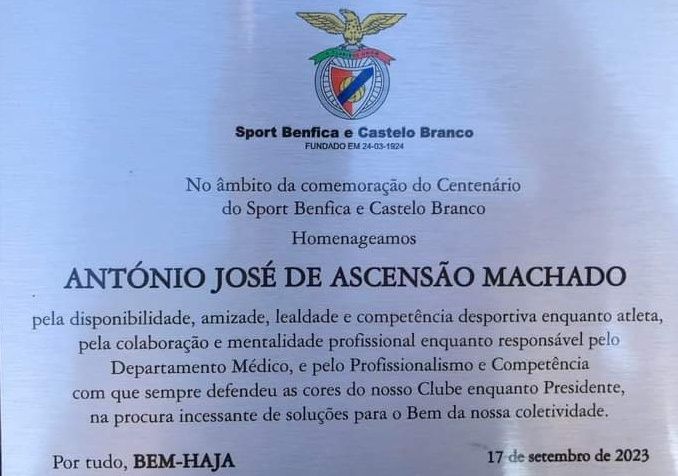 Sport Benfica e Castelo Branco
FUNDADO EM 24-03-1924
No âmbito da comemoração do Centenário
do Sport Benfica e Castelo Branco
Homenageamos
ANTÓNIO JOSÉ DE ASCENSÃO MACHADO
pela disponibilidade, amizade, lealdade e competência desportiva enquanto atleta,
pela colaboração e mentalidade profissional enquanto responsável pelo
Departamento Médico, e pelo Profissionalismo e Competência
com que sempre defendeu as cores do nosso Clube enquanto Presidente,
na procura incessante de soluções para o Bem da nossa coletividade.
Por tudo, BEM-HAJA
17 de setembro de 2023